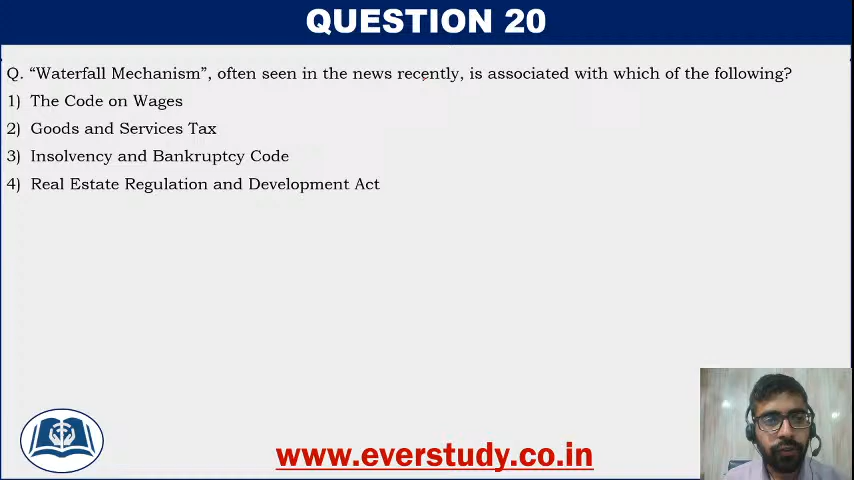 QUESTION 20
Q. “Waterfall Mechanism”, often seen in the news recently, is associated with which of the following?
1) The Code on Wages
2) Goods and Services Tax
3) Insolvency and Bankruptcy Code
4) Real Estate Regulation and Development Act
www.everstudy.co.in